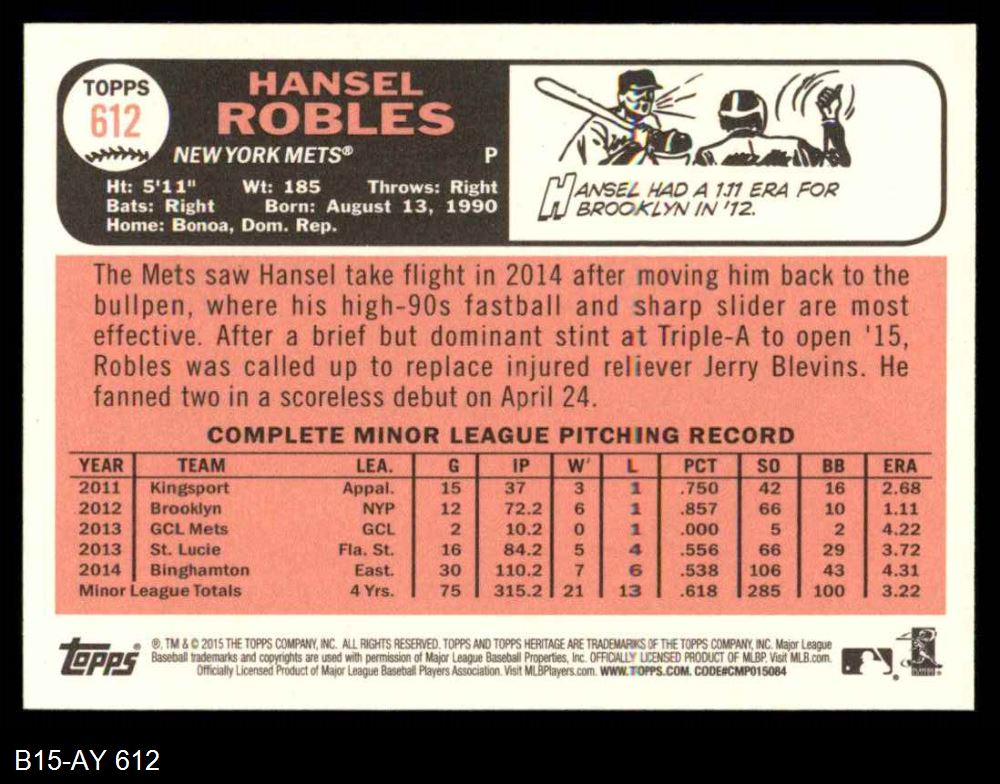 TOPPS
612
HANSEL
ROBLES
NEW YORK METS®
P
Ht: 5'11" Wt: 185 Throws: Right
Bats: Right Born: August 13, 1990
Home: Bonoa, Dom. Rep.
HANSEL HAD A 1.11 ERA FOR
BROOKLYN IN '12.
The Mets saw Hansel take flight in 2014 after moving him back to the
bullpen, where his high-90s fastball and sharp slider are most
effective. After a brief but dominant stint at Triple-A to open '15,
Robles was called up to replace injured reliever Jerry Blevins. He
fanned two in a scoreless debut on April 24.
COMPLETE MINOR LEAGUE PITCHING RECORD
YEAR TEAM LEA. G IP W L PCT SO BB ERA
2011 Kingsport Appal. 15 37 3 1 .750 42 16 2.68
2012 Brooklyn NYP 12 72.2 6 1 .857 66 10 1.11
2013 GCL Mets GCL 2 10.2 0 1 .000 5 2 4.22
2013 St. Lucie Fla. St. 16 84.2 5 4 .556 66 29 3.72
2014 Binghamton East. 30 110.2 7 6 .538 106 43 4.31
Minor League Totals 4 Yrs. 75 315.2 21 13 .618 285 100 3.22
topps
®, TM & © 2015 THE TOPPS COMPANY, INC. ALL RIGHTS RESERVED. TOPPS AND TOPPS HERITAGE ARE TRADEMARKS OF THE TOPPS COMPANY, INC. Major League
Baseball trademarks and copyrights are used with permission of Major League Baseball Properties, Inc. OFFICIALLY LICENSED PRODUCT OF MLBP. Visit MLB.com.
Officially Licensed Product of Major League Baseball Players Association. Visit MLBPlayers.com. WWW.TOPPS.COM. CODE#CMP015084
B15-AY 612